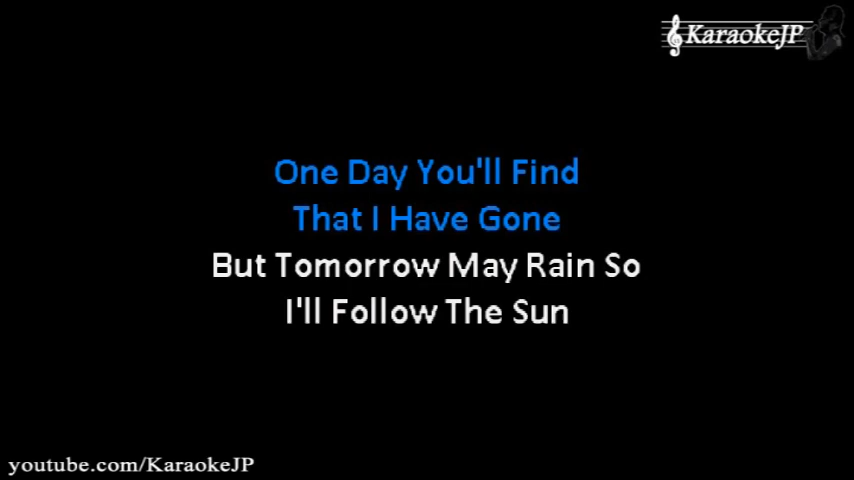 KaraokeJP
One Day You'll Find
That I Have Gone
But Tomorrow May Rain So
I'll Follow The Sun
youtube.com/KaraokeJP